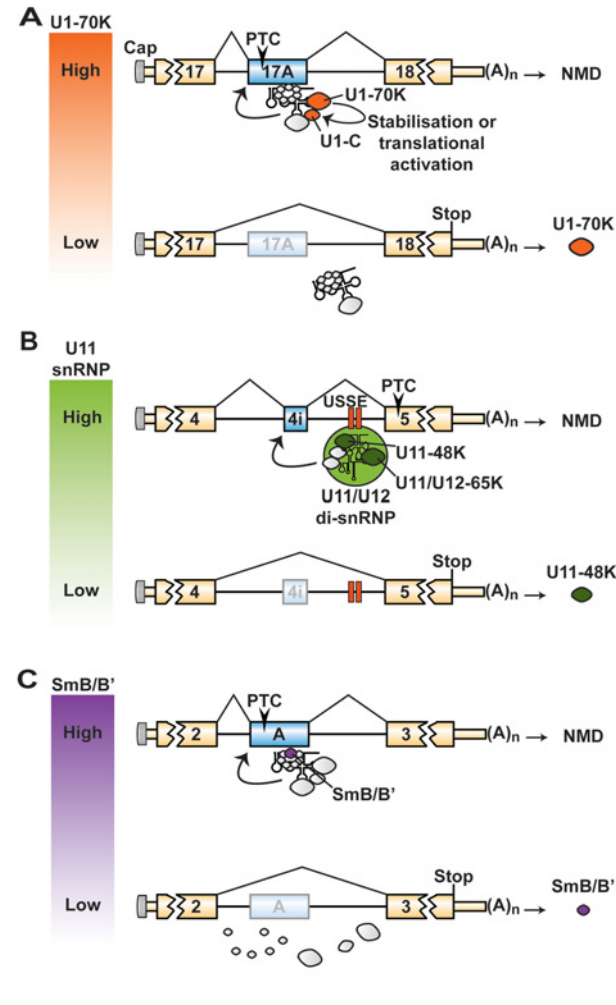 A
U1-70K
High
Low
Cap
17
PTC
17A
18
(A)n
NMD
U1-70K
U1-C
Stabilisation or
translational
activation
17
17A
18
Stop
(A)n
U1-70K
B
U11
snRNP
High
Low
4
4i
USSE
PTC
5
(A)n
NMD
U11-48K
U11/U12-65K
U11/U12
di-snRNP
4
4i
5
Stop
(A)n
U11-48K
C
SmB/B'
High
Low
2
PTC
A
3
(A)n
NMD
SmB/B'
2
A
3
Stop
(A)n
SmB/B'